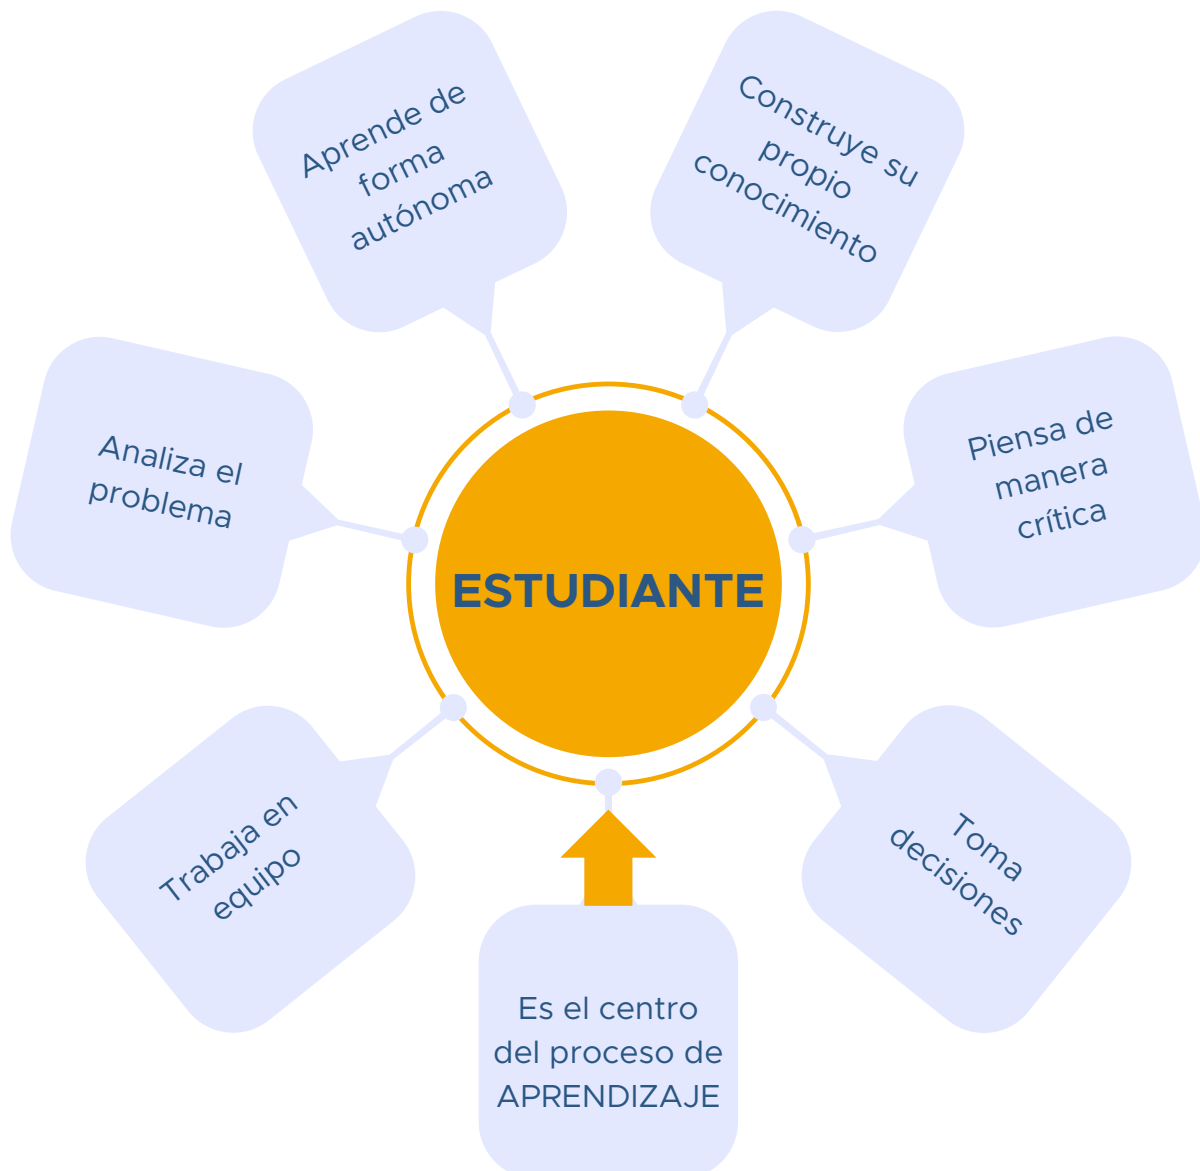 Aprende de
forma
autónoma
Construye su
propio
conocimiento
Analiza el
problema
Piensa de
manera
crítica
ESTUDIANTE
Trabaja en
equipo
Toma
decisiones
Es el centro
del proceso de
APRENDIZAJE